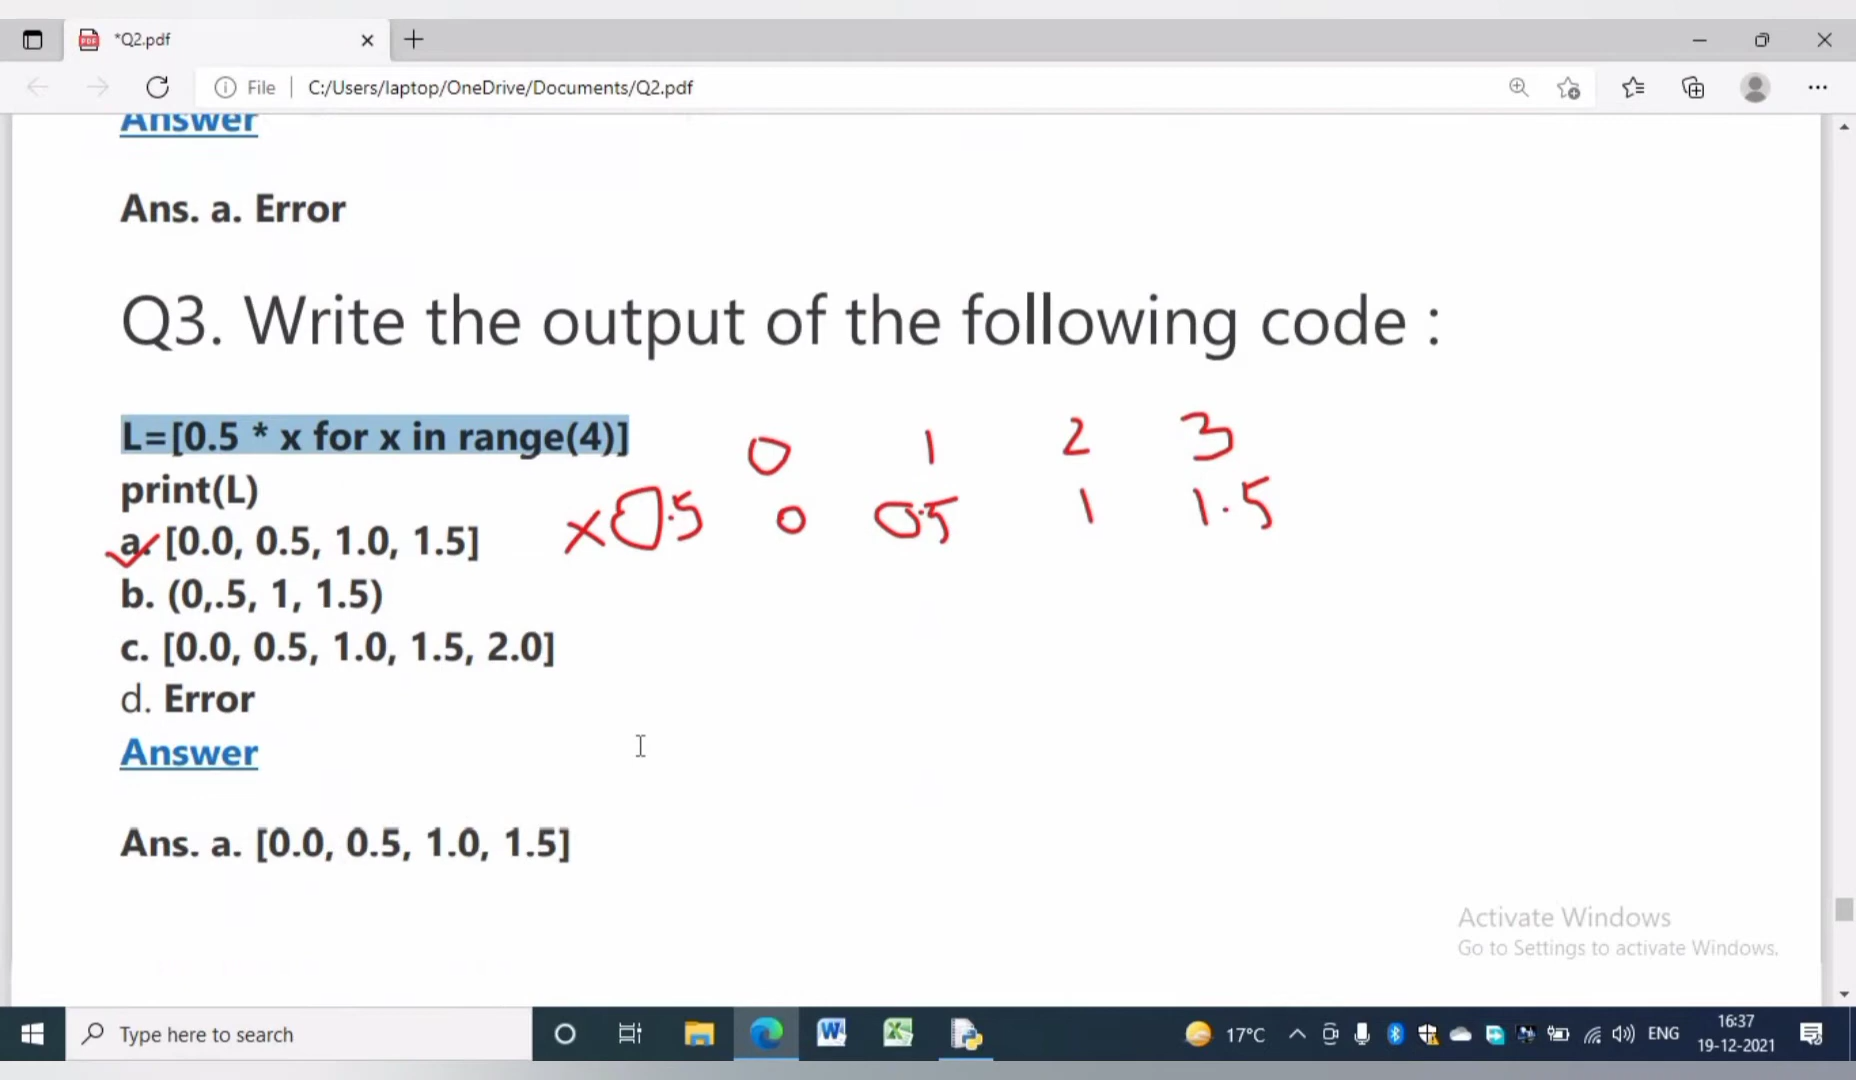 *Q2.pdf
File
C:/Users/laptop/OneDrive/Documents/Q2.pdf
Answer
Ans. a. Error
Q3. Write the output of the following code :
L=[0.5 * x for x in range(4)]
0 1 2 3
print(L)
×0.5 0 0.5 1 1.5
a. [0.0, 0.5, 1.0, 1.5]
b. (0,.5, 1, 1.5)
c. [0.0, 0.5, 1.0, 1.5, 2.0]
d. Error
Answer
Ans. a. [0.0, 0.5, 1.0, 1.5]
Activate Windows
Go to Settings to activate Windows.
Type here to search
17°C
ENG
16:37
19-12-2021